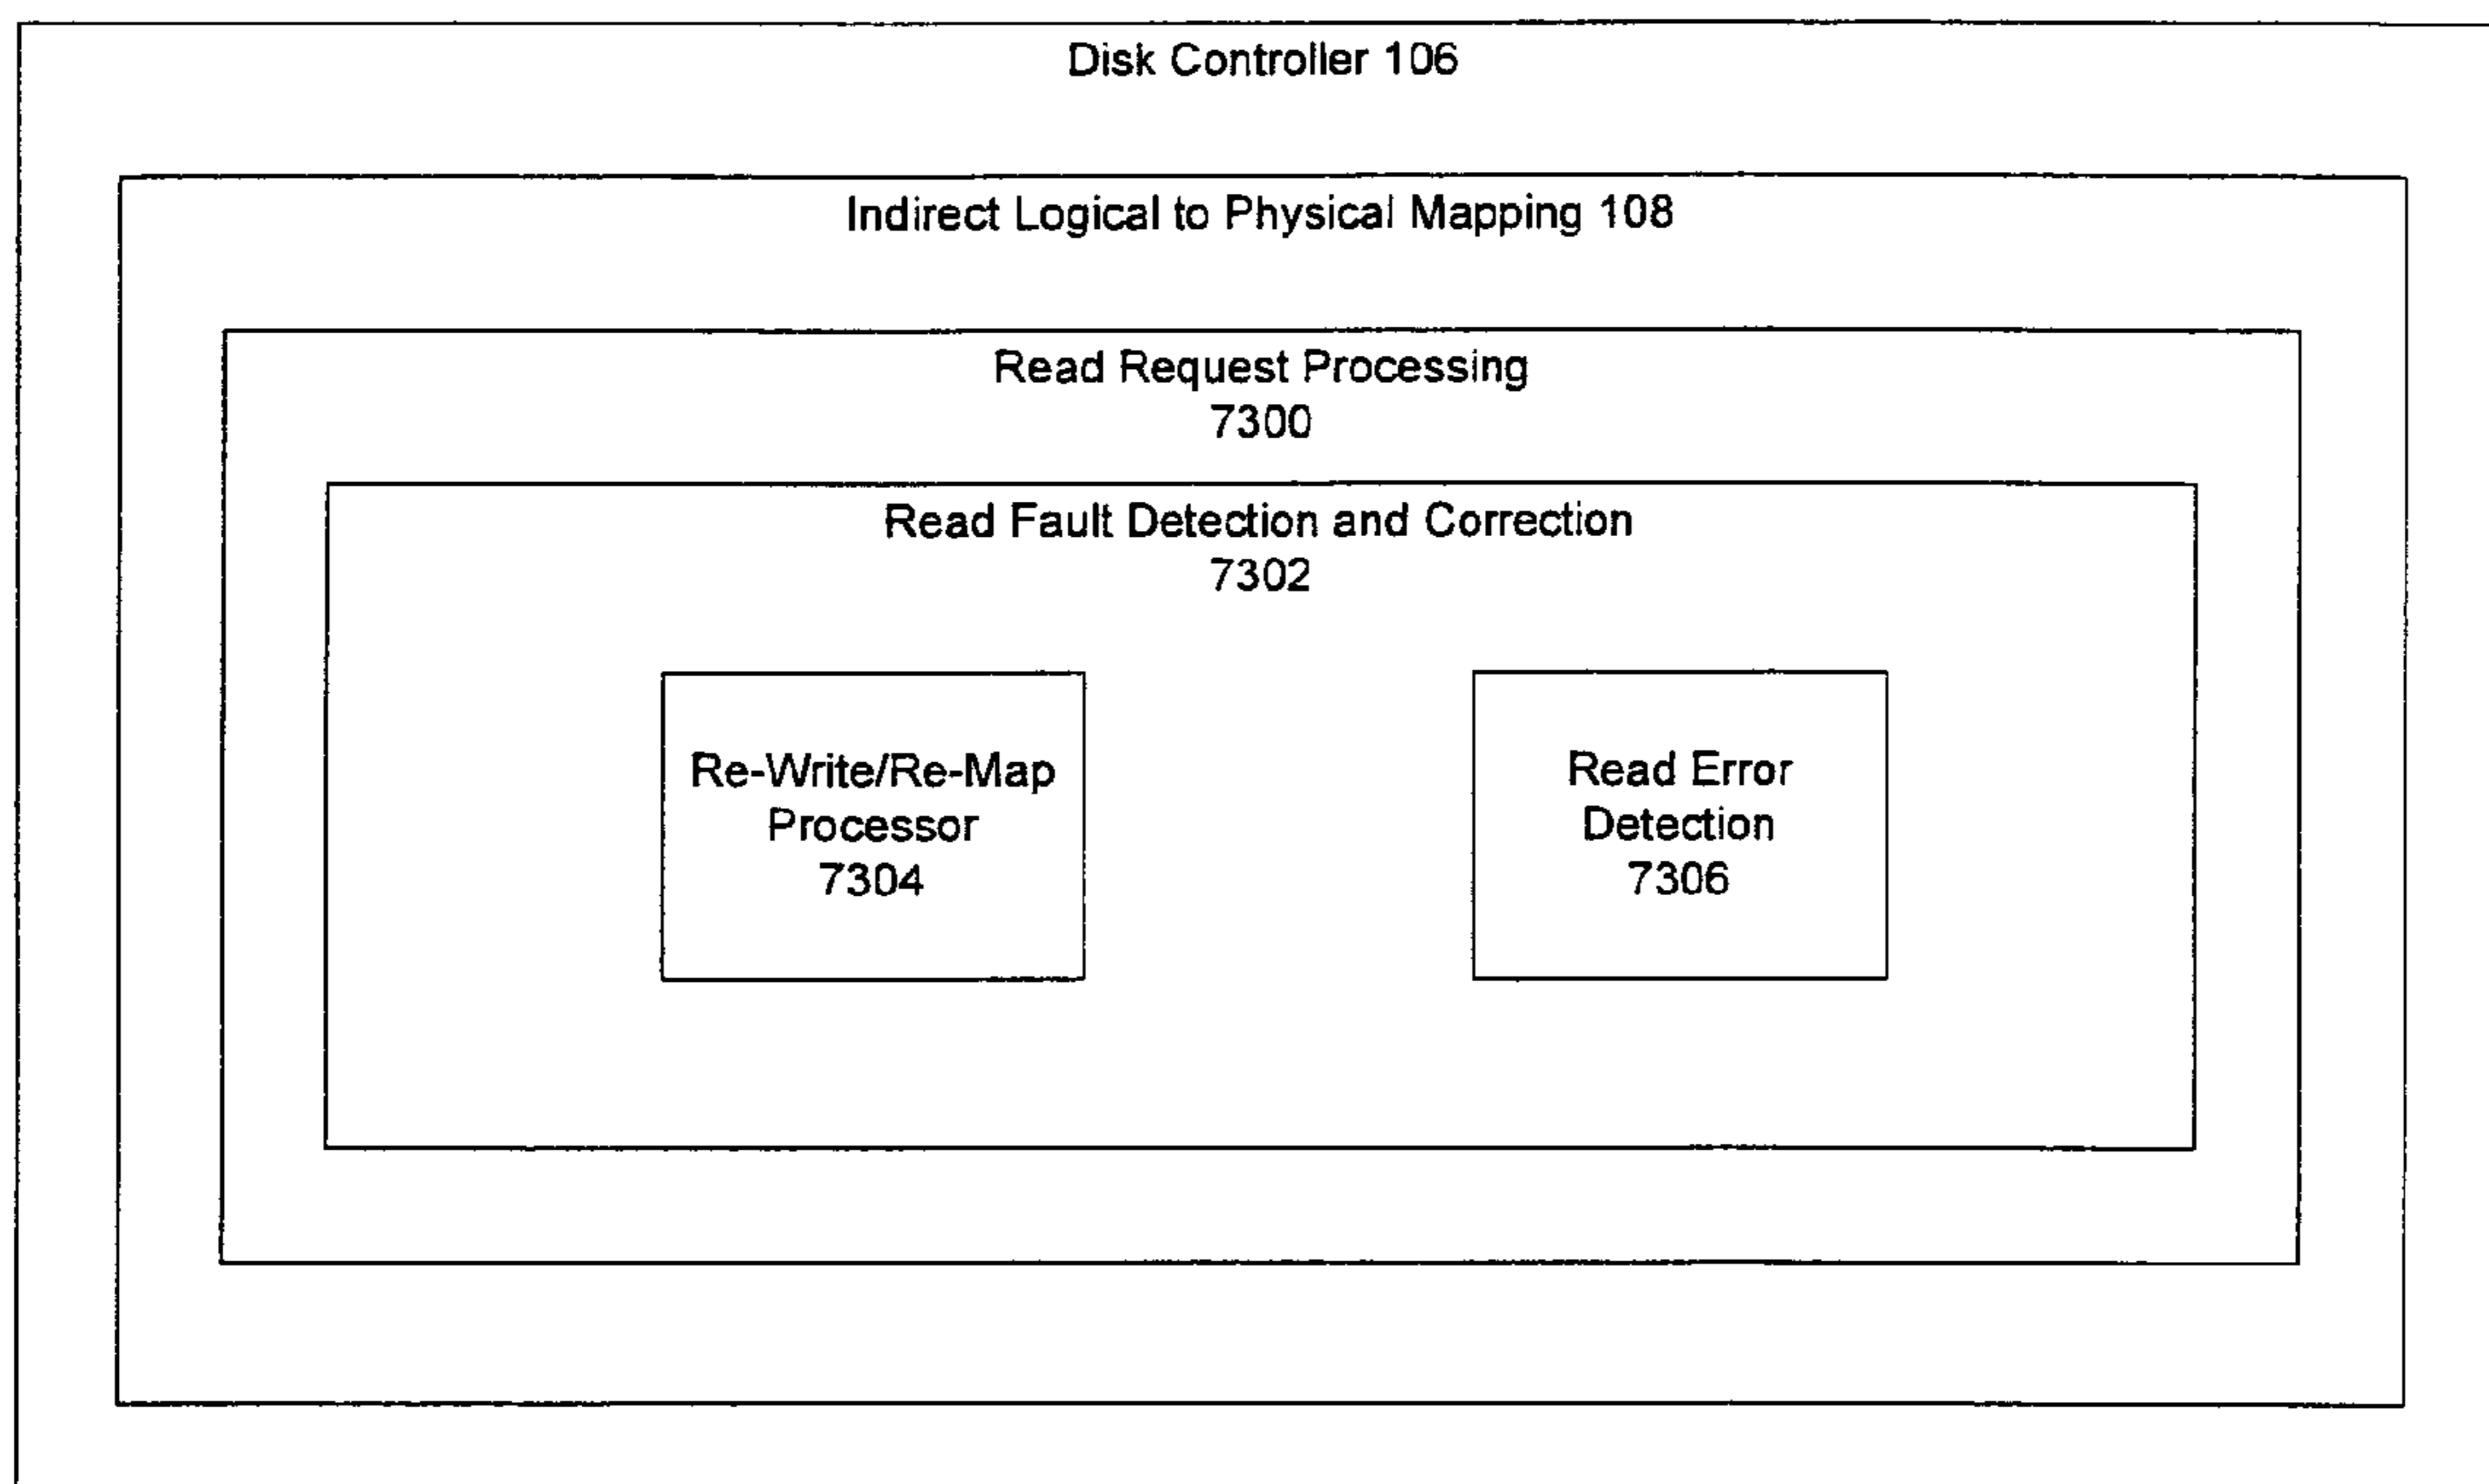 Disk Controller 106
Indirect Logical to Physical Mapping 108
Read Request Processing
7300
Read Fault Detection and Correction
7302
Re-Write/Re-Map
Processor
7304
Read Error
Detection
7306